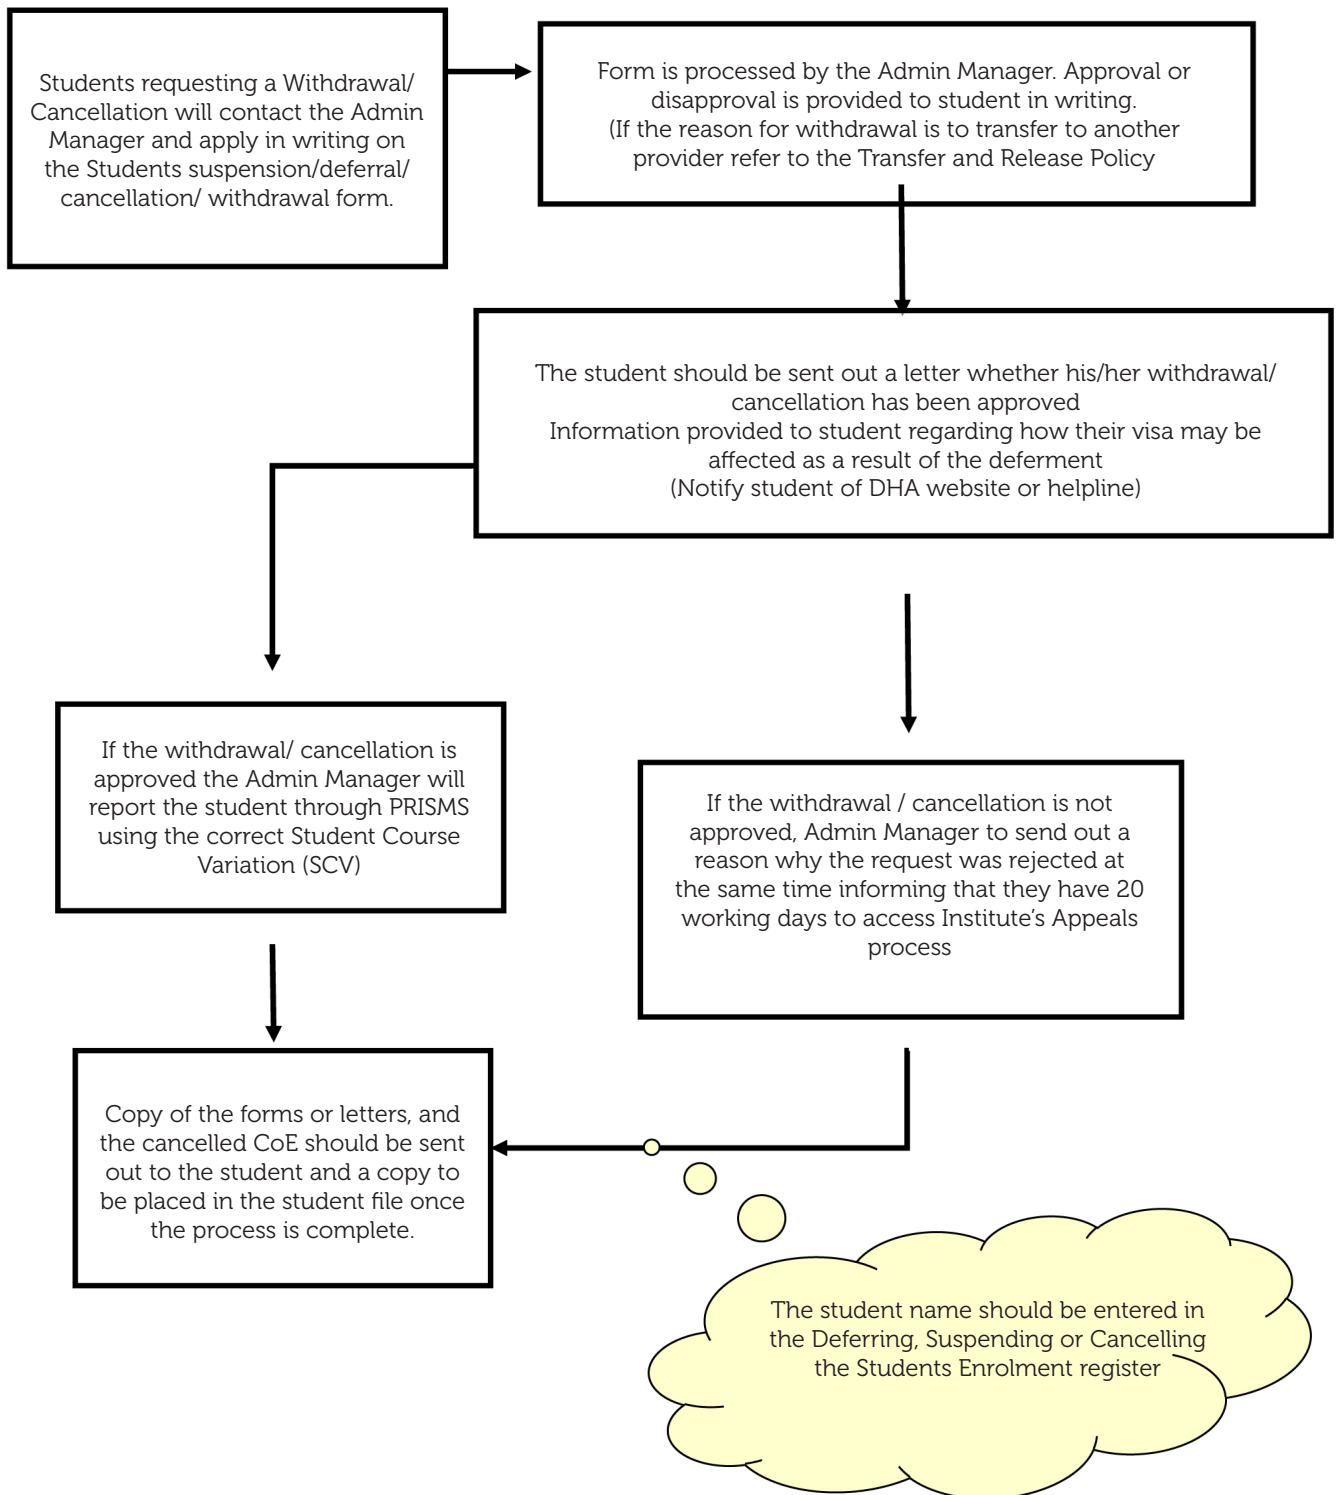 Students requesting a Withdrawal/
Cancellation will contact the Admin
Manager and apply in writing on
the Students suspension/deferral/
cancellation/ withdrawal form.
Form is processed by the Admin Manager. Approval or
disapproval is provided to student in writing.
(If the reason for withdrawal is to transfer to another
provider refer to the Transfer and Release Policy
The student should be sent out a letter whether his/her withdrawal/
cancellation has been approved
Information provided to student regarding how their visa may be
affected as a result of the deferment
(Notify student of DHA website or helpline)
If the withdrawal/ cancellation is
approved the Admin Manager will
report the student through PRISMS
using the correct Student Course
Variation (SCV)
If the withdrawal / cancellation is not
approved, Admin Manager to send out a
reason why the request was rejected at
the same time informing that they have 20
working days to access Institute's Appeals
process
Copy of the forms or letters, and
the cancelled CoE should be sent
out to the student and a copy to
be placed in the student file once
the process is complete.
The student name should be entered in
the Deferring, Suspending or Cancelling
the Students Enrolment register